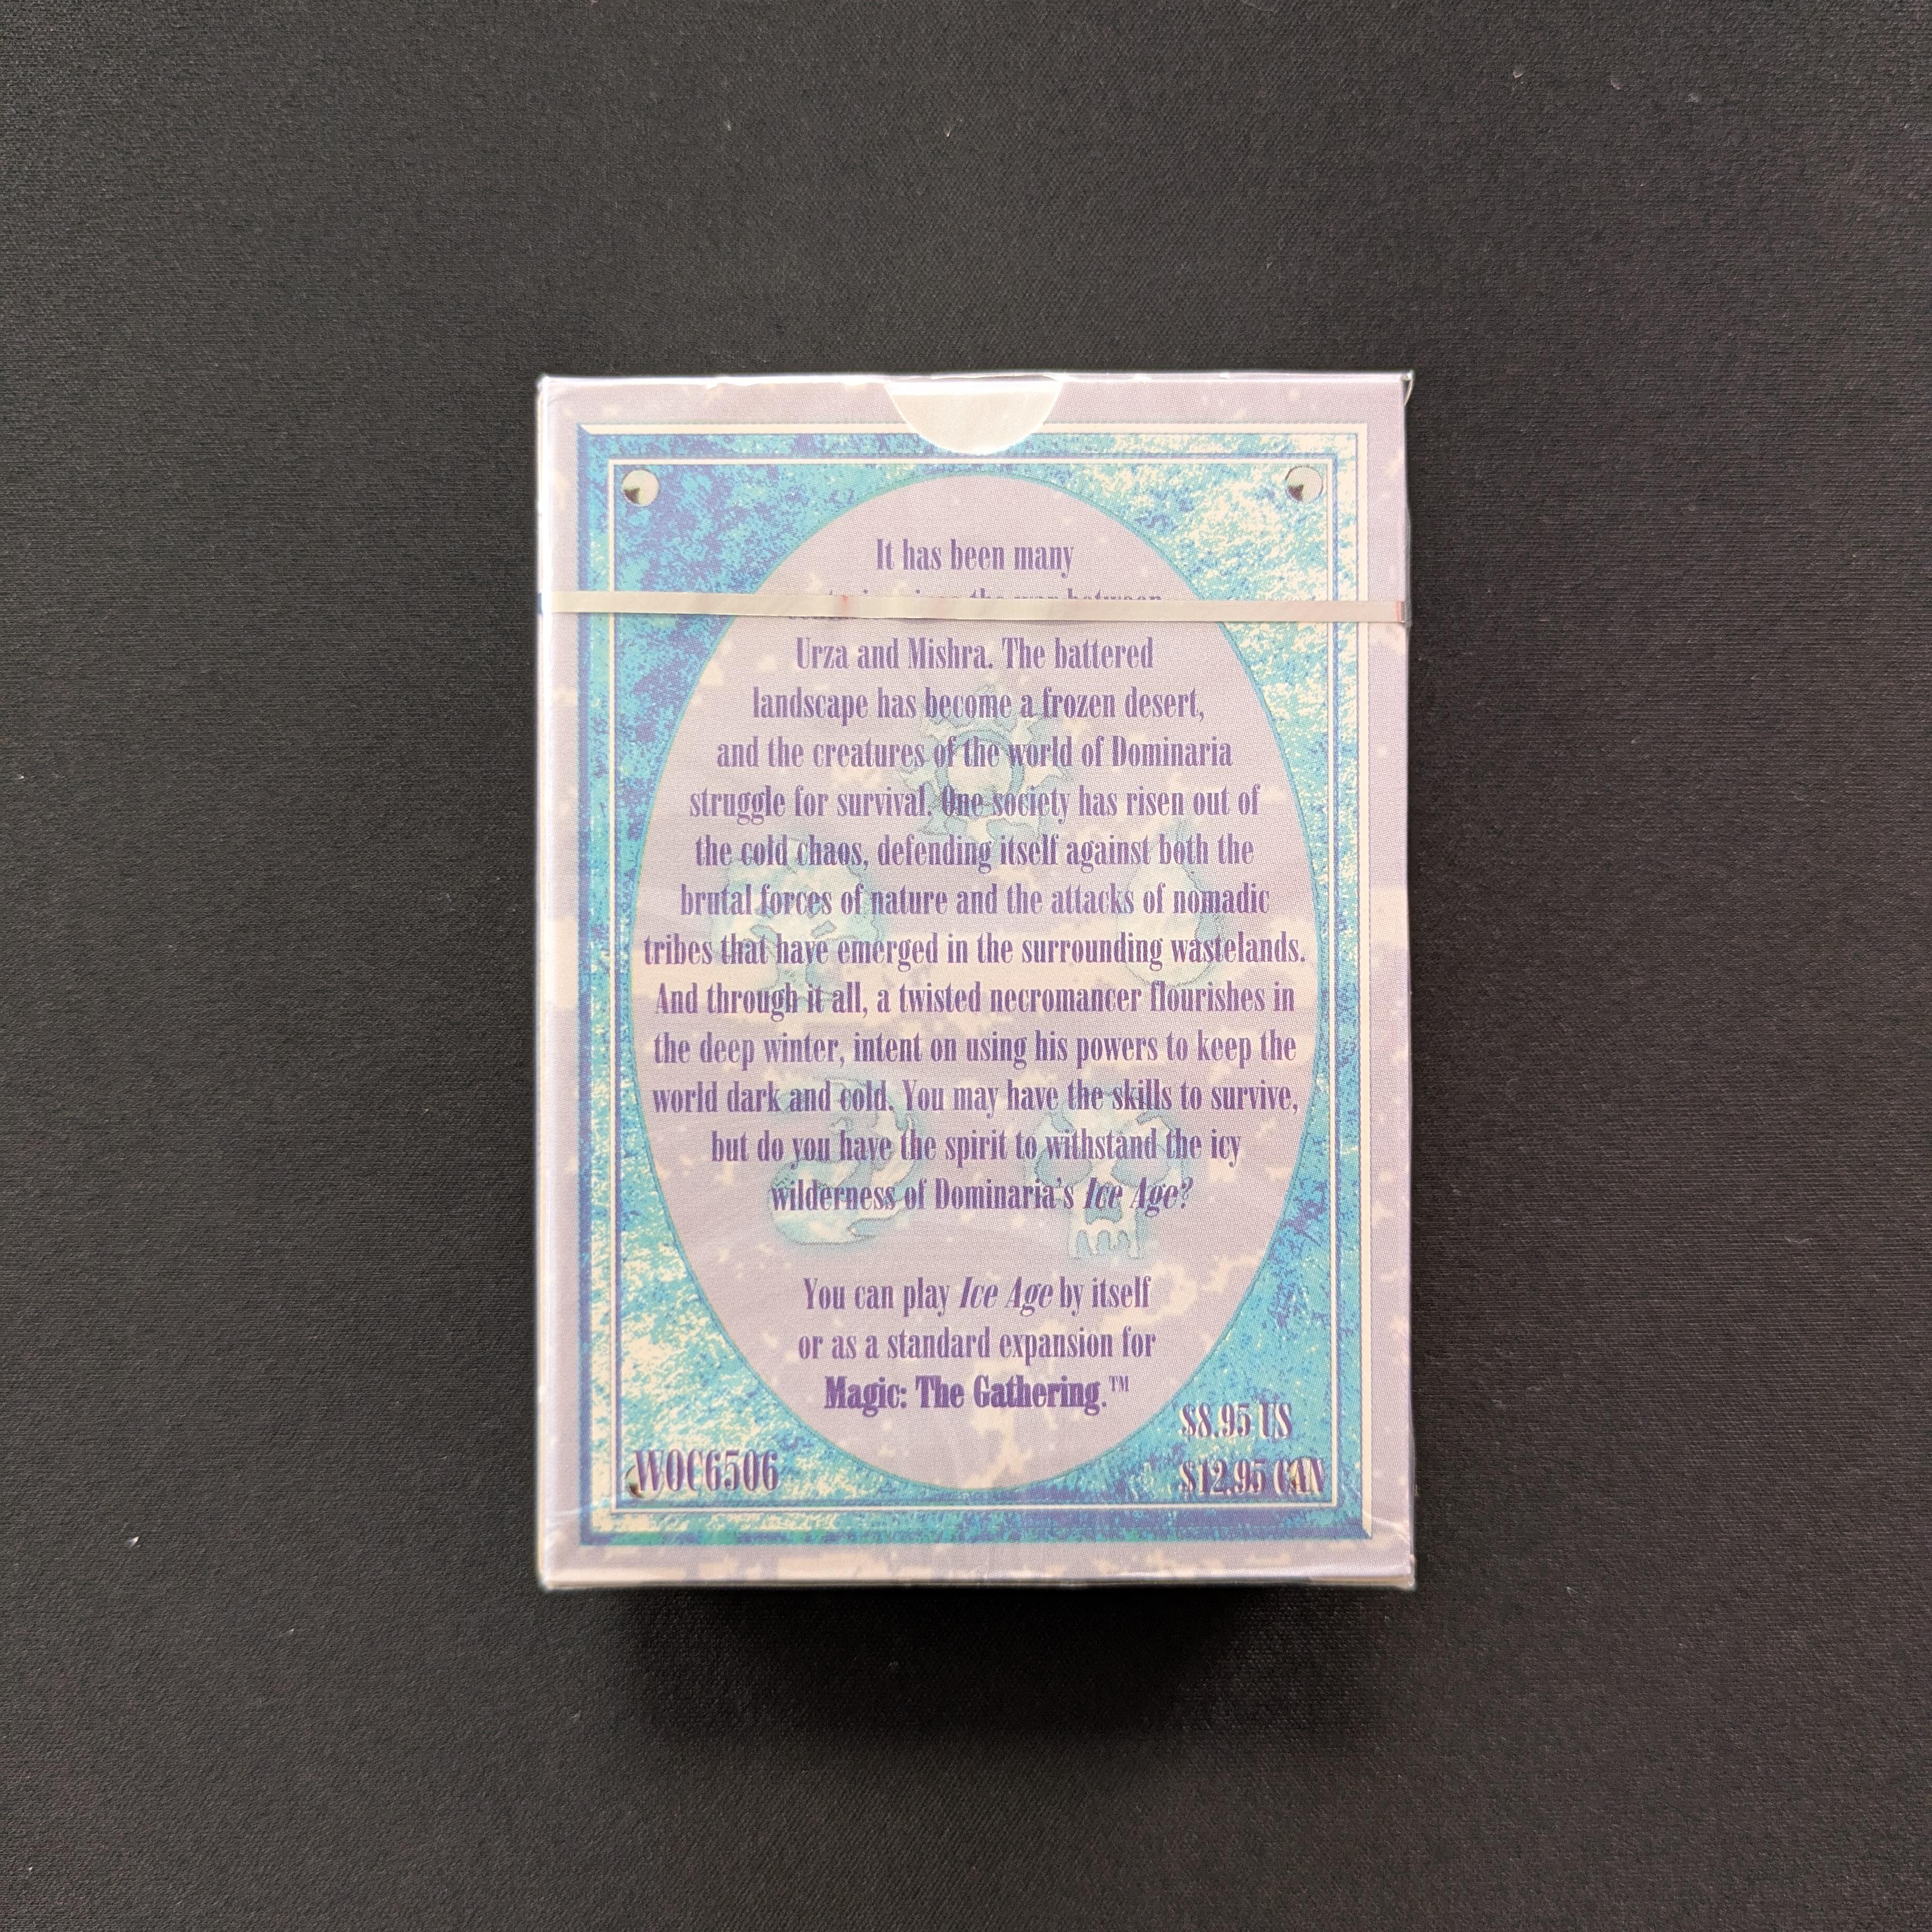 It has been many
the war between
Urza and Mishra. The battered
landscape has become a frozen desert,
and the creatures of the world of Dominaria
struggle for survival. One society has risen out of
the cold chaos, defending itself against both the
brutal forces of nature and the attacks of nomadic
tribes that have emerged in the surrounding wastelands.
And through it all, a twisted necromancer flourishes in
the deep winter, intent on using his powers to keep the
world dark and cold. You may have the skills to survive,
but do you have the spirit to withstand the icy
wilderness of Dominaria's Ice Age?
You can play Ice Age by itself
or as a standard expansion for
Magic: The Gathering.™
$8.95 US
WOC6506
$12.95 CAN